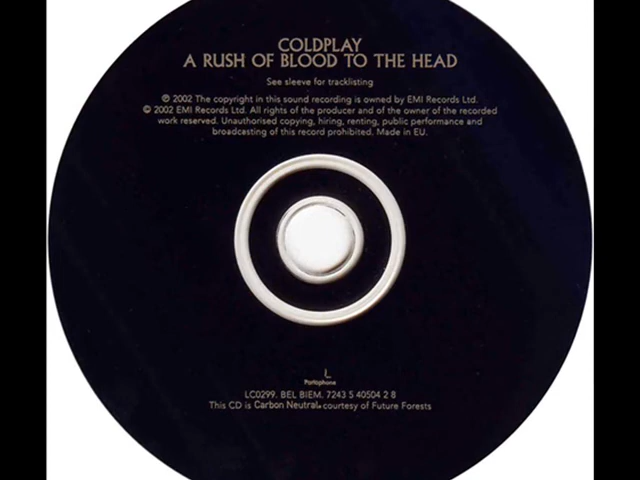 COLDPLAY
A RUSH OF BLOOD TO THE HEAD
See sleeve for tracklisting
℗ 2002 The copyright in this sound recording is owned by EMI Records Ltd.
© 2002 EMI Records Ltd. All rights of the producer and of the owner of the recorded
work reserved. Unauthorised copying, hiring, renting, public performance and
broadcasting of this record prohibited. Made in EU.
Parlophone
LC0299. BEL BIEM. 7243 5 40504 2 8
This CD is Carbon Neutral. courtesy of Future Forests